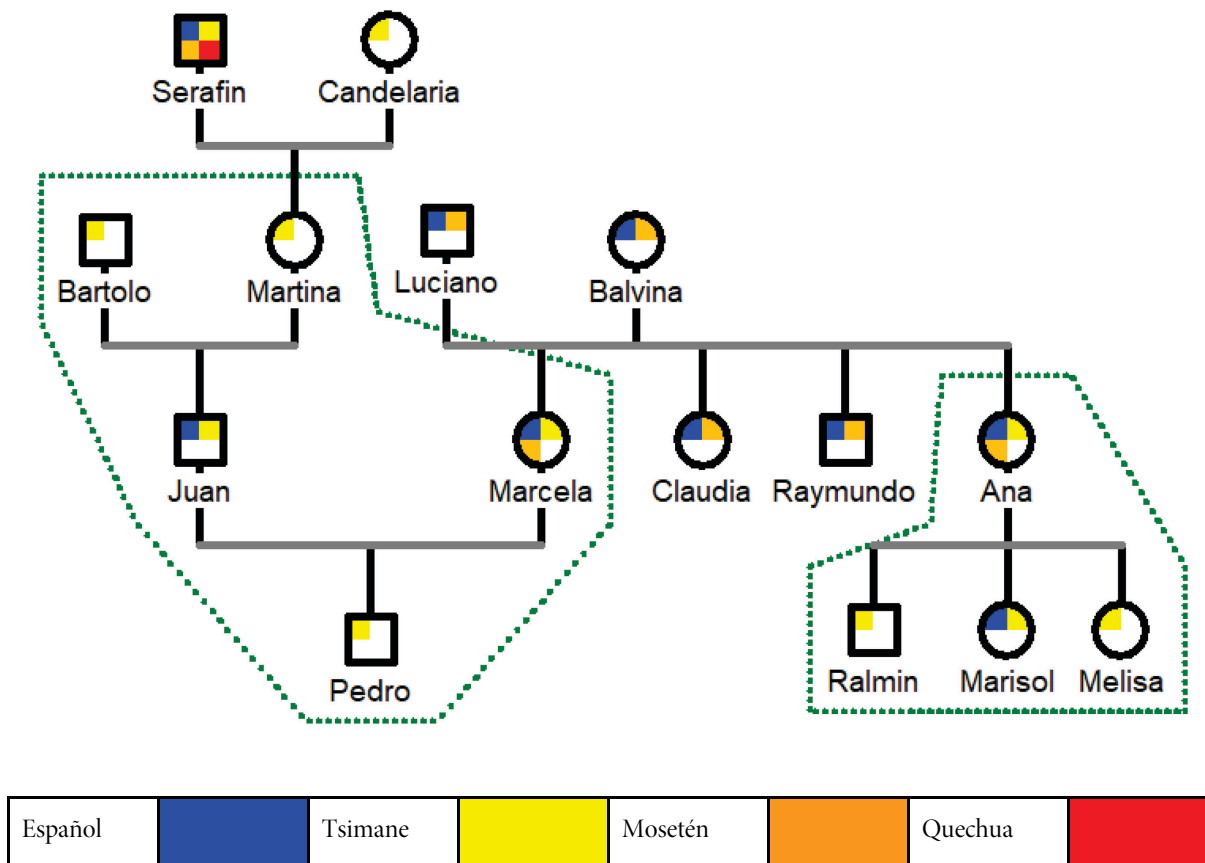 Serafin Candelaria
Bartolo Martina Luciano Balvina
Juan Marcela Claudia Raymundo Ana
Pedro Ralmin Marisol Melisa
Español Tsimane Mosetén Quechua